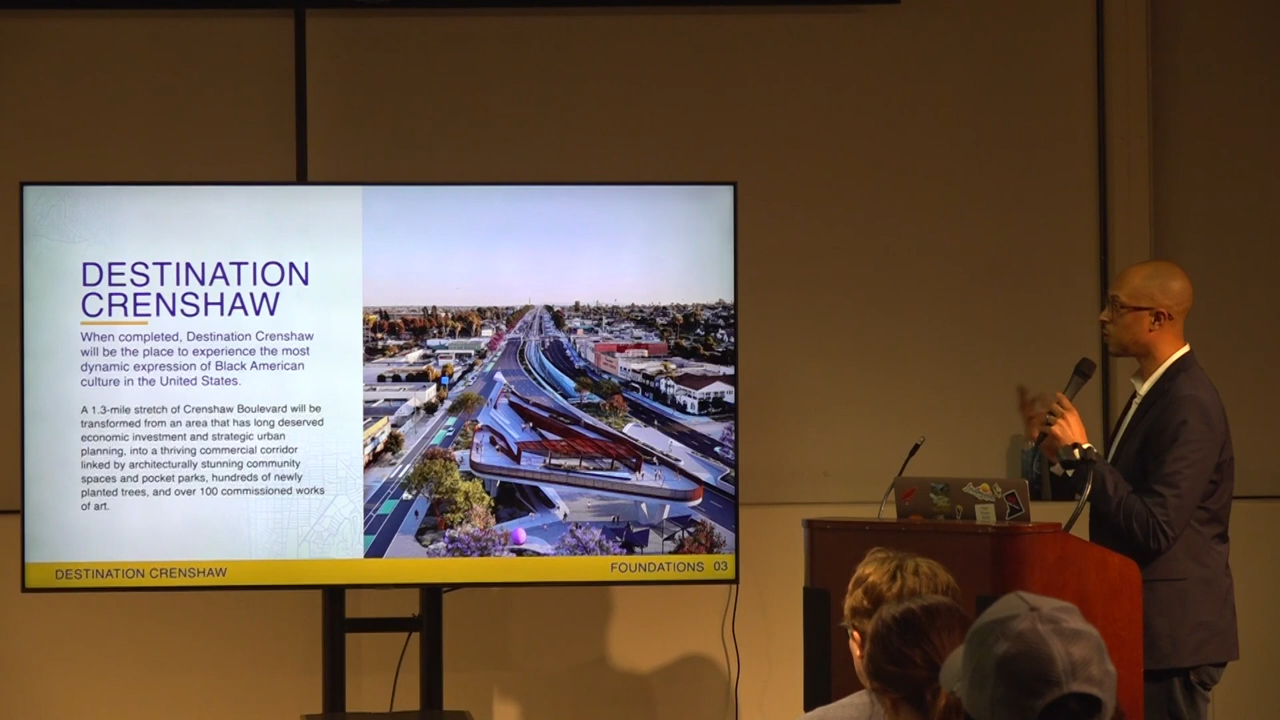 DESTINATION
CRENSHAW
When completed, Destination Crenshaw
will be the place to experience the most
dynamic expression of Black American
culture in the United States.
A 1.3-mile stretch of Crenshaw Boulevard will be
transformed from an area that has long deserved
economic investment and strategic urban
planning, into a thriving commercial corridor
linked by architecturally stunning community
spaces and pocket parks, hundreds of newly
planted trees, and over 100 commissioned works
of art.
DESTINATION CRENSHAW
FOUNDATIONS 03